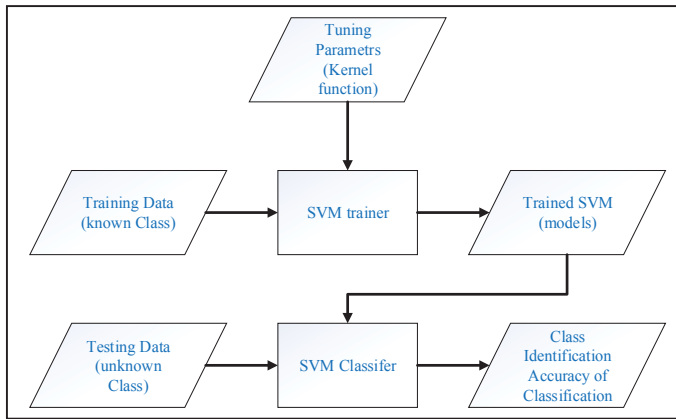 Tuning
Parametrs
(Kernel
function)
Training Data
(known Class)
SVM trainer
Trained SVM
(models)
Testing Data
(unknown
Class)
SVM Classifer
Class
Identification
Accuracy of
Classification